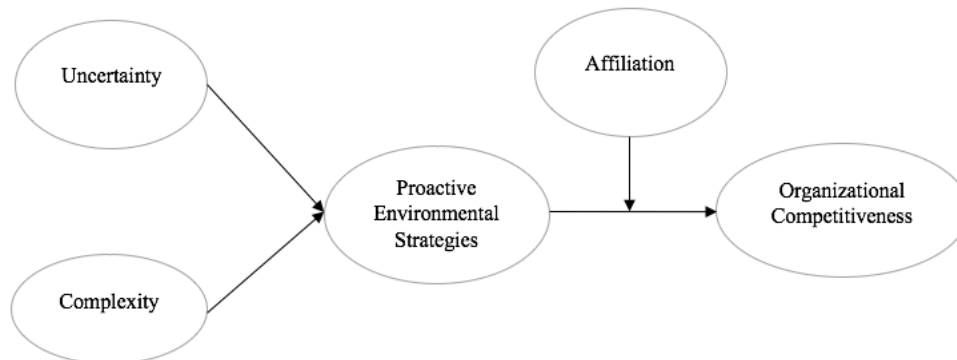 Uncertainty
Affiliation
Proactive
Environmental
Strategies
Organizational
Competitiveness
Complexity